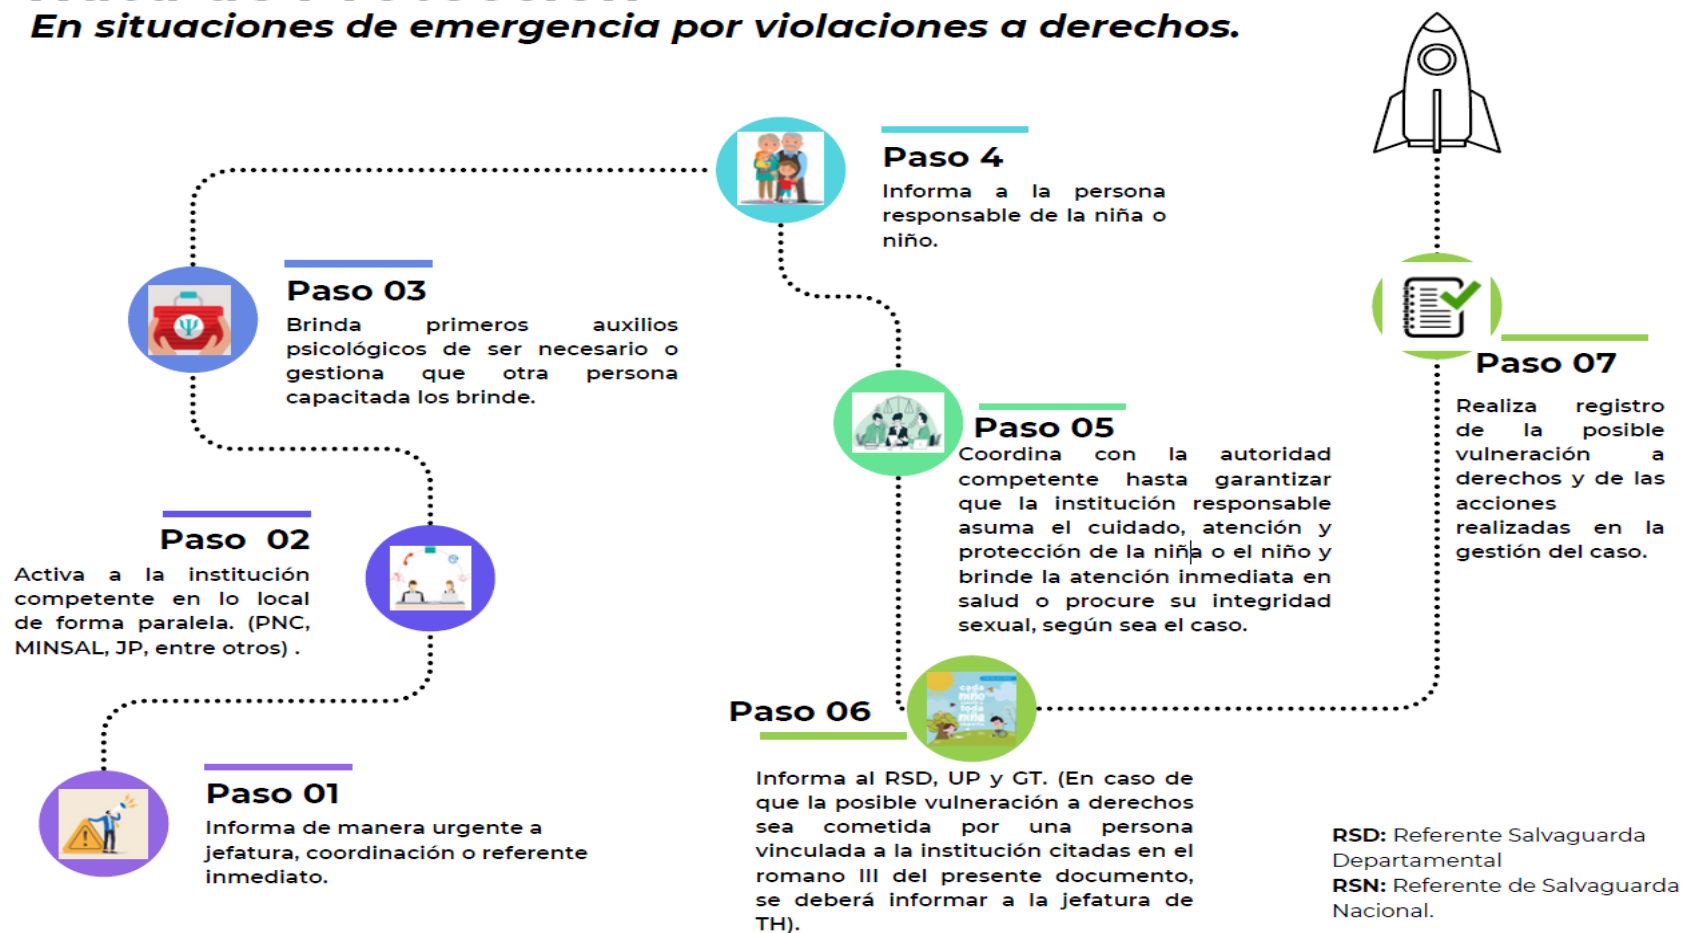 En situaciones de emergencia por violaciones a derechos.
Paso 4
Informa a la persona
responsable de la niña o
niño.
Paso 03
Brinda primeros auxilios
psicológicos de ser necesario o
gestiona que otra persona
capacitada los brinde.
Paso 02
Activa a la institución
competente en lo local
de forma paralela. (PNC,
MINSAL, JP, entre otros) .
Paso 01
Informa de manera urgente a
jefatura, coordinación o referente
inmediato.
Paso 05
Coordina con la autoridad
competente hasta garantizar
que la institución responsable
asuma el cuidado, atención y
protección de la niña o el niño y
brinde la atención inmediata en
salud o procure su integridad
sexual, según sea el caso.
Paso 06
cada
niño
toda
niña
Informa al RSD, UP y GT. (En caso de
que la posible vulneración a derechos
sea cometida por una persona
vinculada a la institución citadas en el
romano III del presente documento,
se deberá informar a la jefatura de
TH).
Paso 07
Realiza registro
de la posible
vulneración a
derechos y de las
acciones
realizadas en la
gestión del caso.
RSD: Referente Salvaguarda
Departamental
RSN: Referente de Salvaguarda
Nacional.